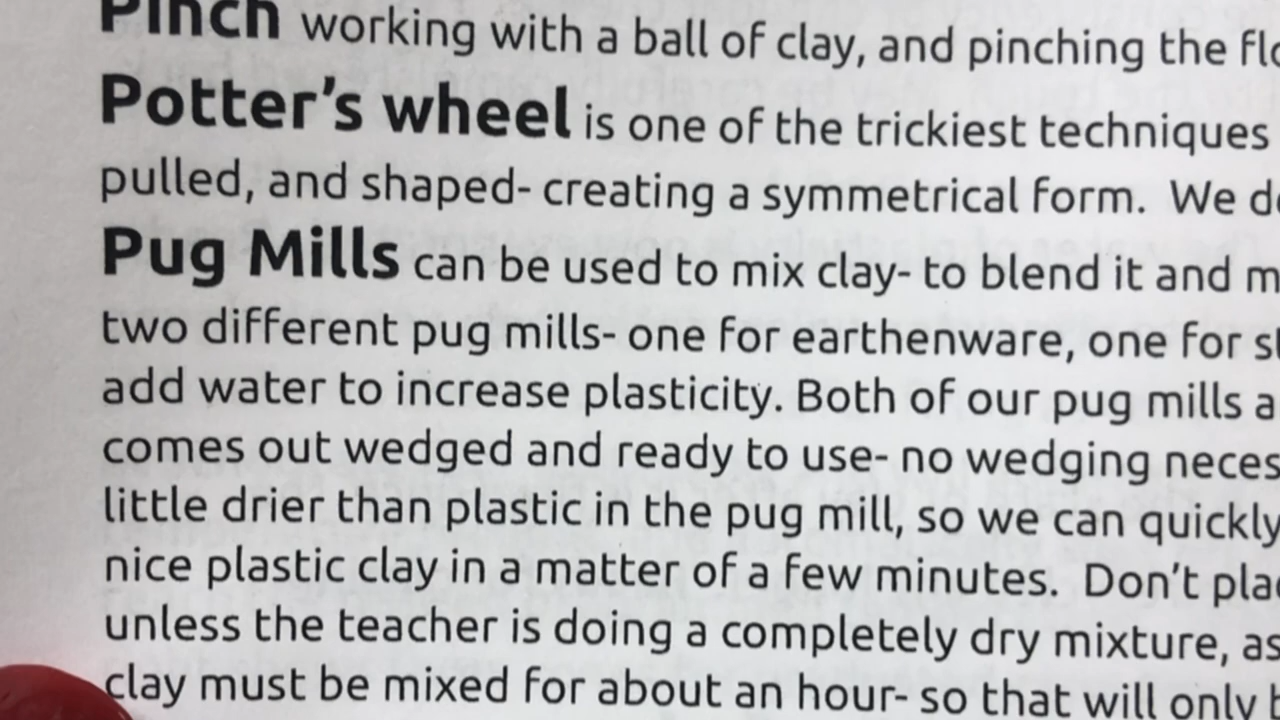 Pinch working with a ball of clay, and pinching the
Potter's wheel is one of the trickiest techniques
pulled, and shaped- creating a symmetrical form. We
Pug Mills can be used to mix clay- to blend it and
two different pug mills- one for earthenware, one for
add water to increase plasticity. Both of our pug mills
comes out wedged and ready to use- no wedging
little drier than plastic in the pug mill, so we can quickly
nice plastic clay in a matter of a few minutes. Don't
unless the teacher is doing a completely dry mixture,
clay must be mixed for about an hour- so that will only